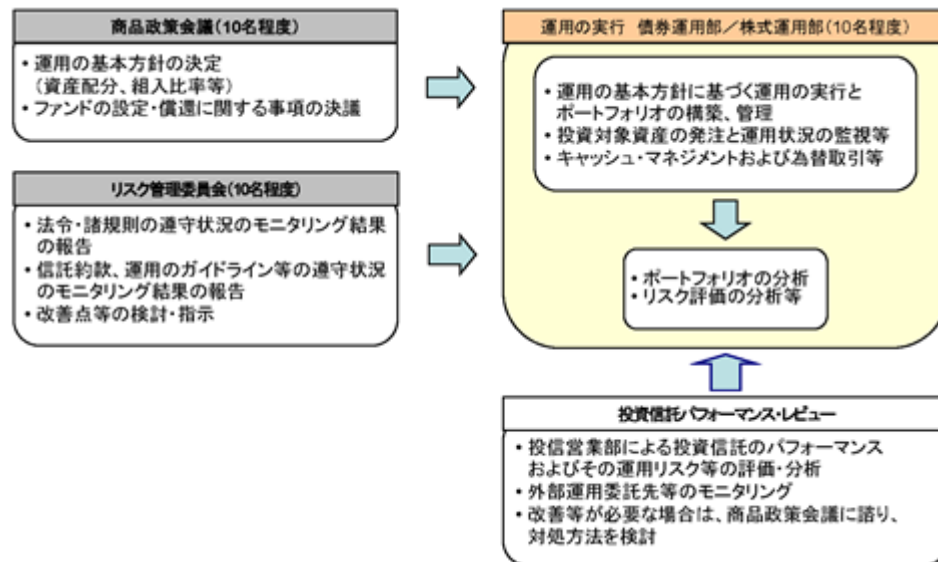 商品政策会議(10名程度)
・運用の基本方針の決定
(資産配分、組入比率等)
・ファンドの設定・償還に関する事項の決議
リスク管理委員会(10名程度)
・法令・諸規則の遵守状況のモニタリング結果
の報告
・信託約款、運用のガイドライン等の遵守状況
のモニタリング結果の報告
・改善点等の検討・指示
運用の実行 債券運用部/株式運用部(10名程度)
・運用の基本方針に基づく運用の実行と
ポートフォリオの構築、管理
・投資対象資産の発注と運用状況の監視等
・キャッシュ・マネジメントおよび為替取引等
・ポートフォリオの分析
・リスク評価の分析等
投資信託パフォーマンス・レビュー
・投信営業部による投資信託のパフォーマンス
およびその運用リスク等の評価・分析
・外部運用委託先等のモニタリング
・改善等が必要な場合は、商品政策会議に諮り、
対処方法を検討